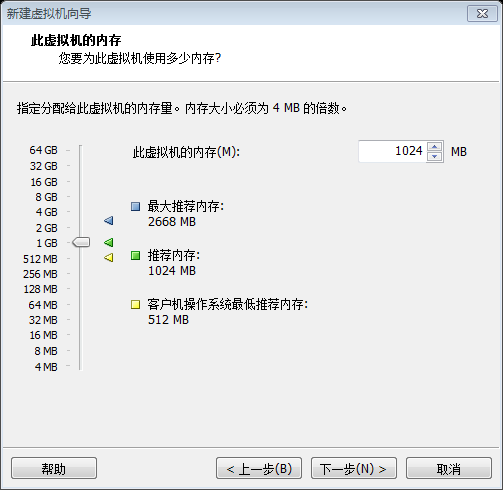 新建虚拟机向导
此虚拟机的内存
您要为此虚拟机使用多少内存?
指定分配给此虚拟机的内存量。内存大小必须为 4 MB 的倍数。
此虚拟机的内存(M): 1024 MB
64 GB
32 GB
16 GB
8 GB
4 GB
2 GB
1 GB
512 MB
256 MB
128 MB
64 MB
32 MB
16 MB
8 MB
4 MB
最大推荐内存:
2668 MB
推荐内存:
1024 MB
客户机操作系统最低推荐内存:
512 MB
帮助 < 上一步(B) 下一步(N) > 取消